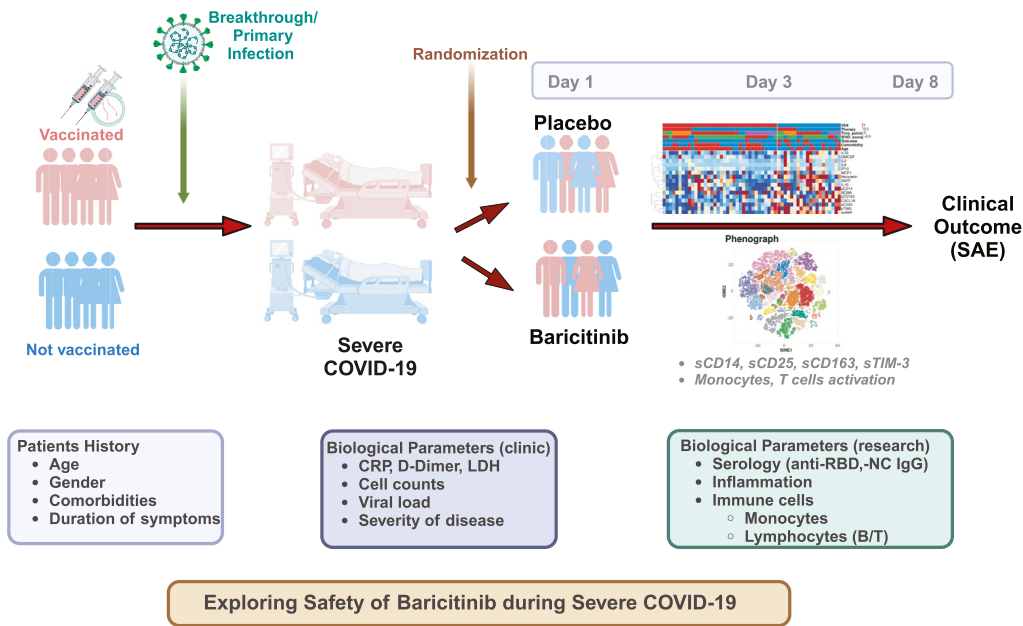 Breakthrough/
Primary
Infection
Randomization
Day 1
Day 3
Day 8
Vaccinated
Placebo
Clinical
Outcome
(SAE)
Phenograph
tSNE2
tSNE1
Not vaccinated
Severe
COVID-19
Baricitinib
• sCD14, sCD25, sCD163, sTIM-3
• Monocytes, T cells activation
Patients History
• Age
• Gender
• Comorbidities
• Duration of symptoms
Biological Parameters (clinic)
• CRP, D-Dimer, LDH
• Cell counts
• Viral load
• Severity of disease
Biological Parameters (research)
• Serology (anti-RBD,-NC IgG)
• Inflammation
• Immune cells
○ Monocytes
○ Lymphocytes (B/T)
Exploring Safety of Baricitinib during Severe COVID-19